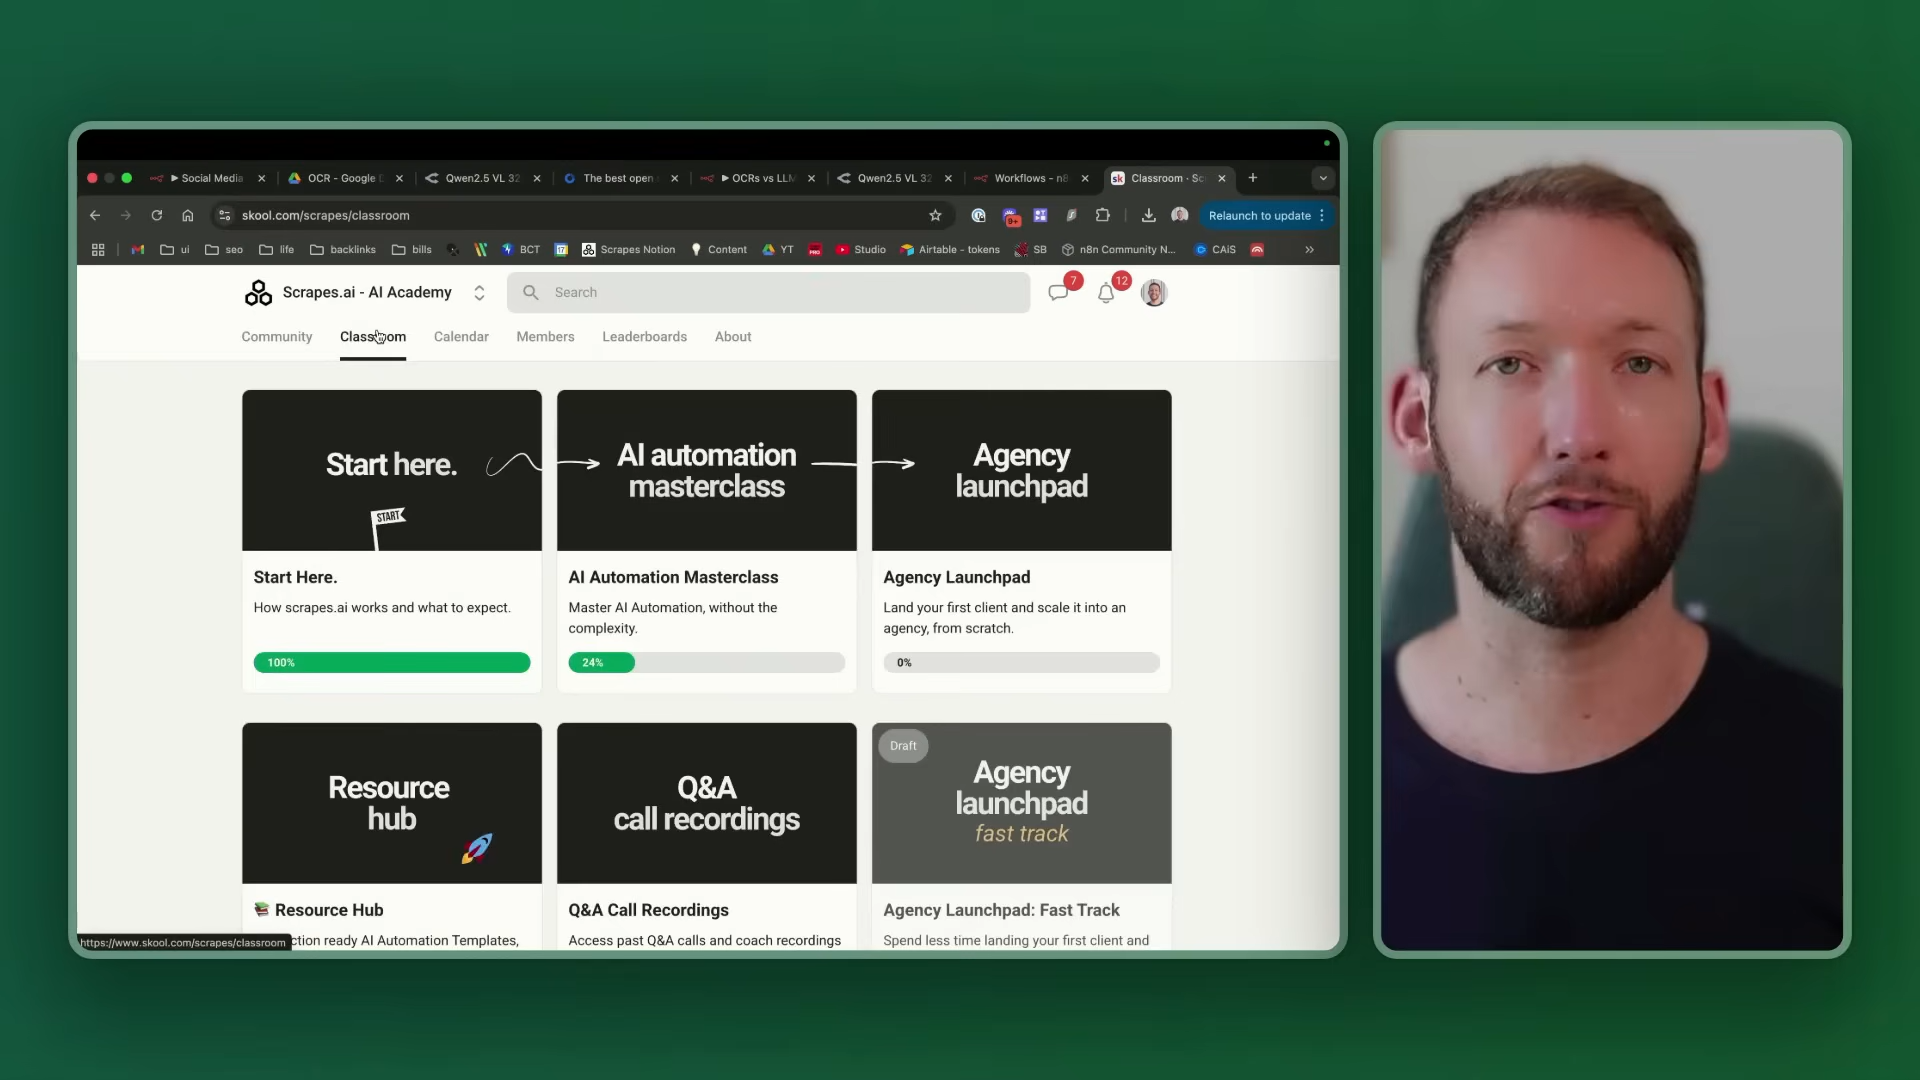 Social Media
OCR - Google D
Qwen2.5 VL 32
The best open
OCRs vs LLM
Qwen2.5 VL 32
Workflows - n8
Classroom · Sc
skool.com/scrapes/classroom
9+
Relaunch to update
ui
seo
life
backlinks
bills
BCT
17
Scrapes Notion
Content
YT
PRO
Studio
Airtable - tokens
SB
n8n Community N...
CAiS
Scrapes.ai - AI Academy
Search
7
12
Community
Classroom
Calendar
Members
Leaderboards
About
Start here.
START
AI automation
masterclass
Agency
launchpad
Start Here.
How scrapes.ai works and what to expect.
100%
AI Automation Masterclass
Master AI Automation, without the
complexity.
24%
Agency Launchpad
Land your first client and scale it into an
agency, from scratch.
0%
Resource
hub
Q&A
call recordings
Draft
Agency
launchpad
fast track
Resource Hub
ction ready AI Automation Templates,
Q&A Call Recordings
Access past Q&A calls and coach recordings
Agency Launchpad: Fast Track
Spend less time landing your first client and
https://www.skool.com/scrapes/classroom